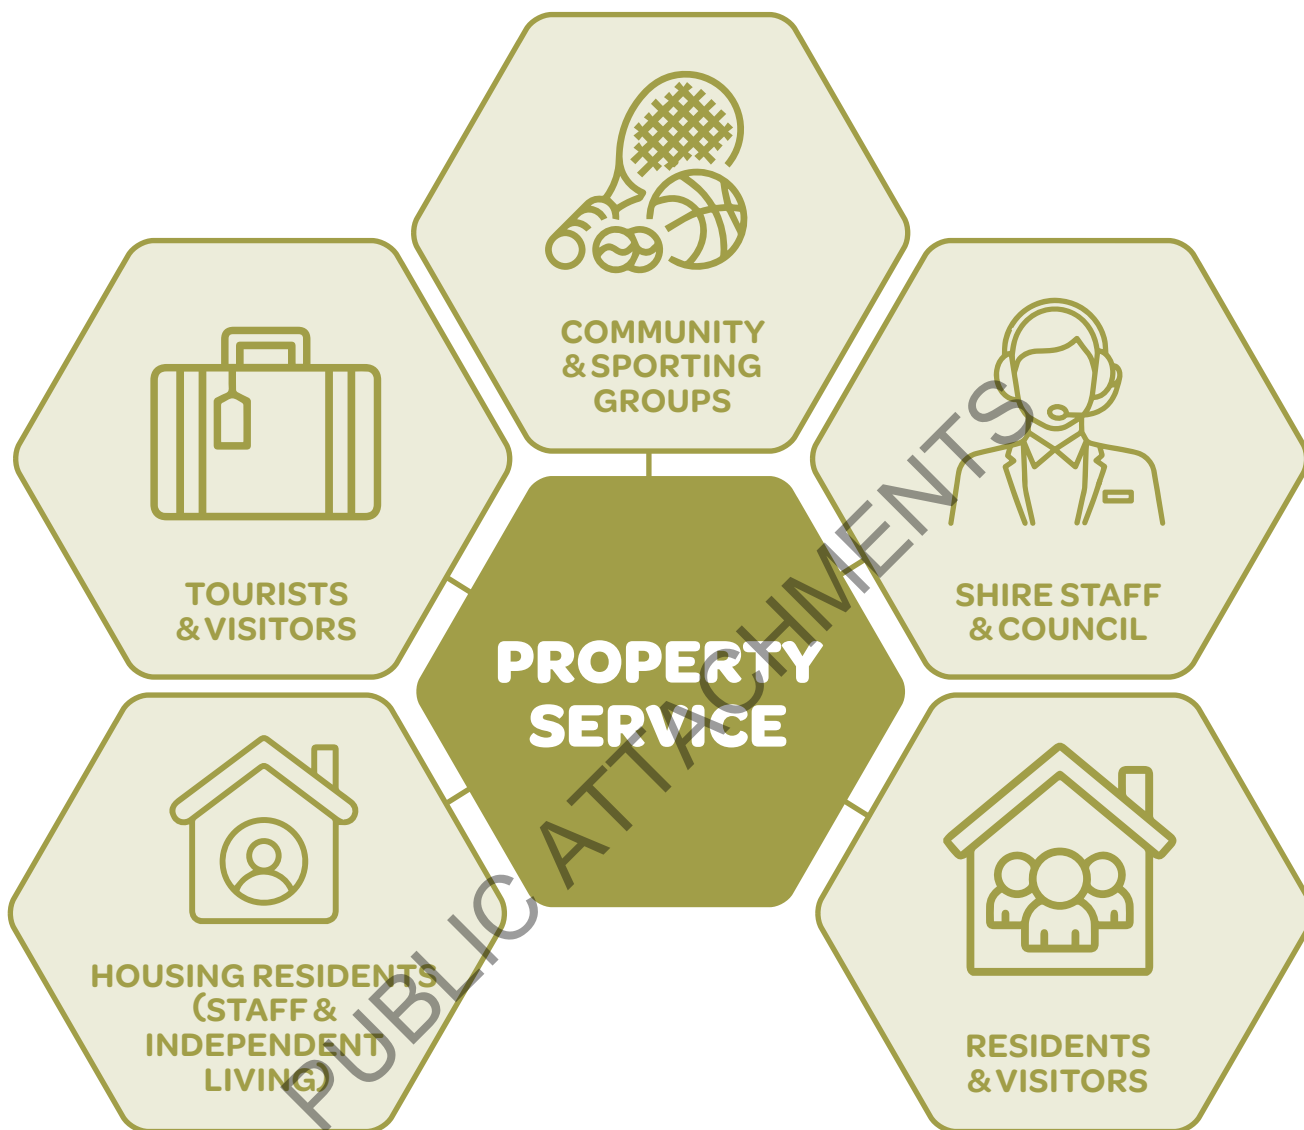 COMMUNITY
& SPORTING
GROUPS
TOURISTS
& VISITORS
SHIRE STAFF
& COUNCIL
PROPERTY
SERVICE
HOUSING RESIDENTS
(STAFF &
INDEPENDENT
LIVING)
RESIDENTS
& VISITORS
PUBLIC ATTACHMENTS